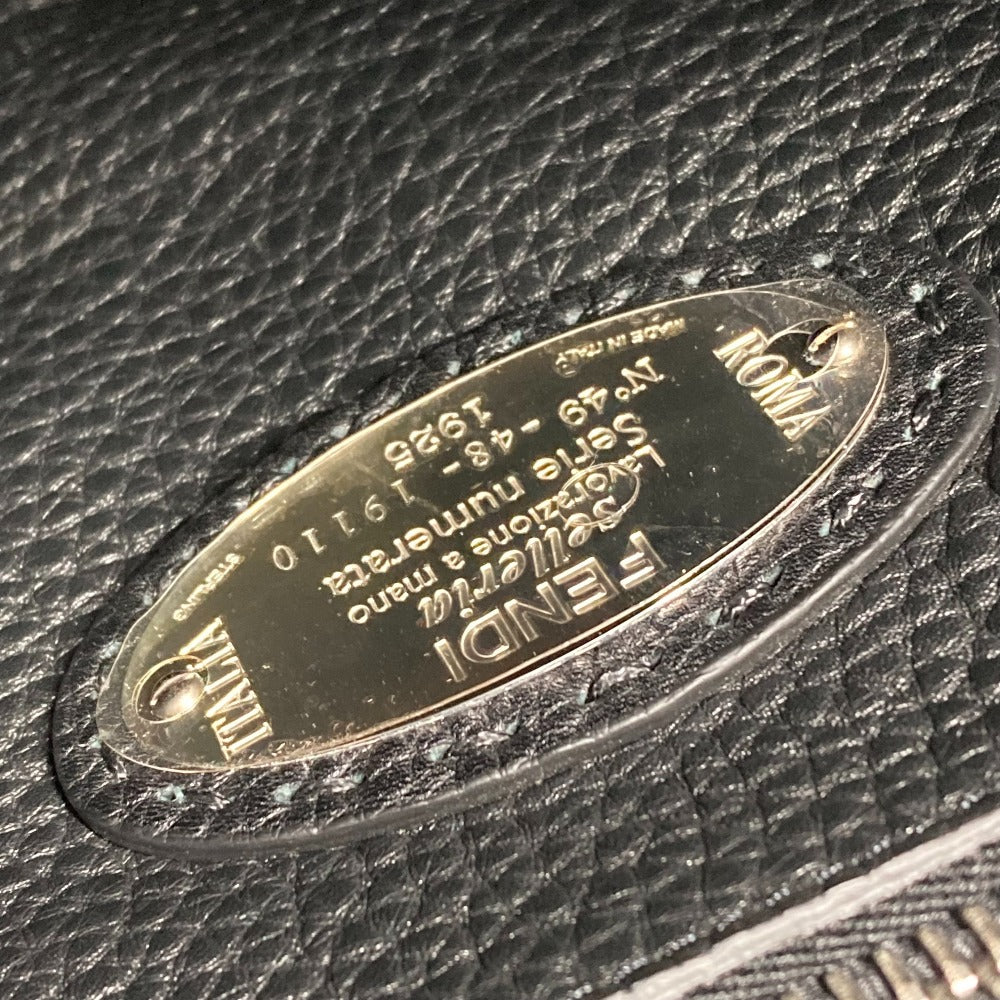 FENDI
Selleria
Lavorazione a mano
Serie numerata
N° 49 - 48 - 19110
1925
MADE IN ITALY
ROMA
ITALIA
STERLING